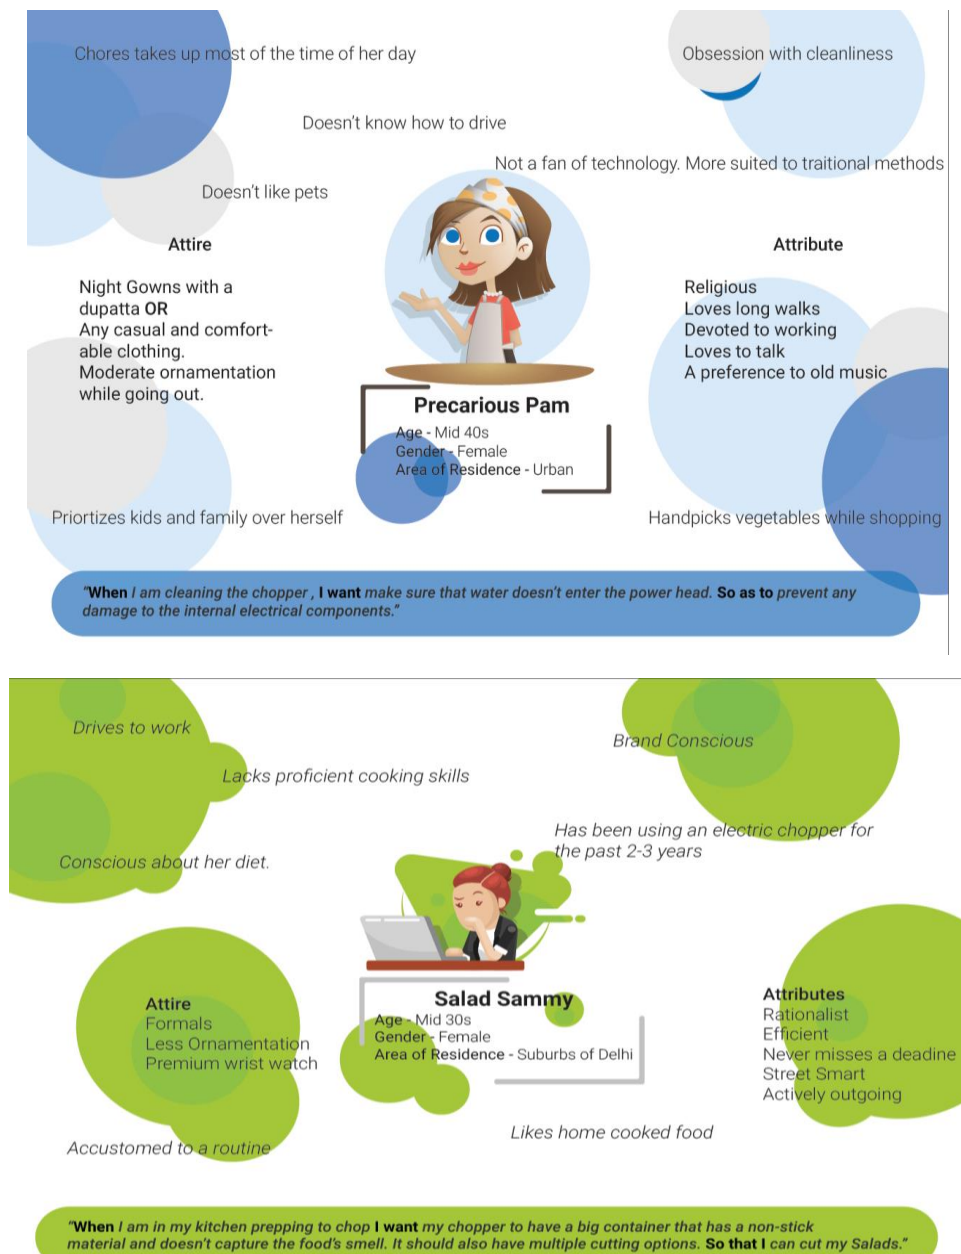 Chores takes up most of the time of her day
Obsession with cleanliness
Doesn't know how to drive
Not a fan of technology. More suited to traitional methods
Doesn't like pets
Attire
Night Gowns with a
dupatta OR
Any casual and comfort-
able clothing.
Moderate ornamentation
while going out.
Attribute
Religious
Loves long walks
Devoted to working
Loves to talk
A preference to old music
Precarious Pam
Age - Mid 40s
Gender - Female
Area of Residence - Urban
Priortizes kids and family over herself
Handpicks vegetables while shopping
"When I am cleaning the chopper , I want make sure that water doesn't enter the power head. So as to prevent any
damage to the internal electrical components."
Drives to work
Brand Conscious
Lacks proficient cooking skills
Has been using an electric chopper for
the past 2-3 years
Conscious about her diet.
Attire
Formals
Less Ornamentation
Premium wrist watch
Salad Sammy
Age - Mid 30s
Gender - Female
Area of Residence - Suburbs of Delhi
Attributes
Rationalist
Efficient
Never misses a deadine
Street Smart
Actively outgoing
Likes home cooked food
Accustomed to a routine
"When I am in my kitchen prepping to chop I want my chopper to have a big container that has a non-stick
material and doesn't capture the food's smell. It should also have multiple cutting options. So that I can cut my Salads."